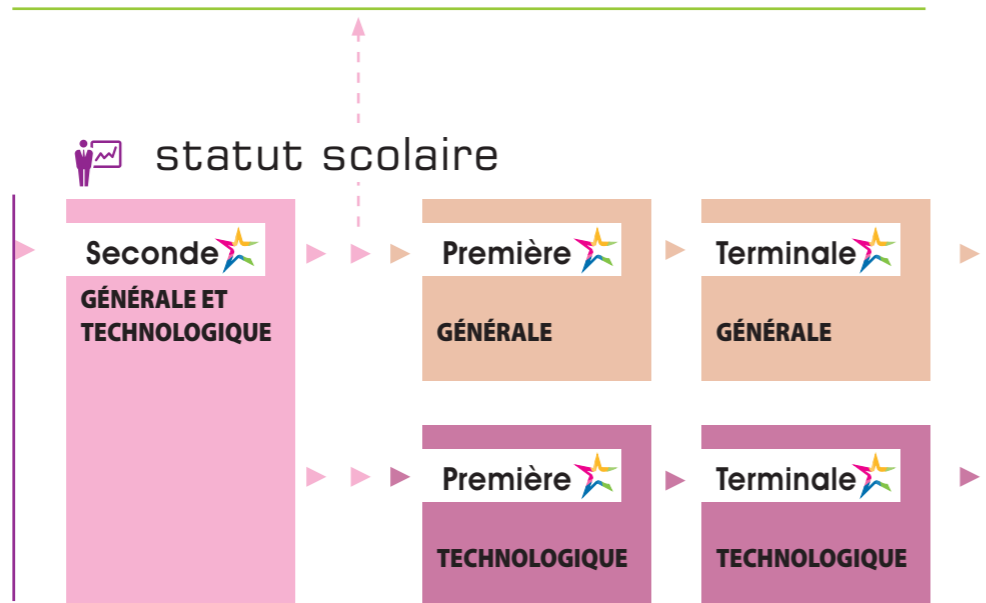 statut scolaire
Seconde
GÉNÉRALE ET
TECHNOLOGIQUE
Première
GÉNÉRALE
Terminale
GÉNÉRALE
Première
TECHNOLOGIQUE
Terminale
TECHNOLOGIQUE